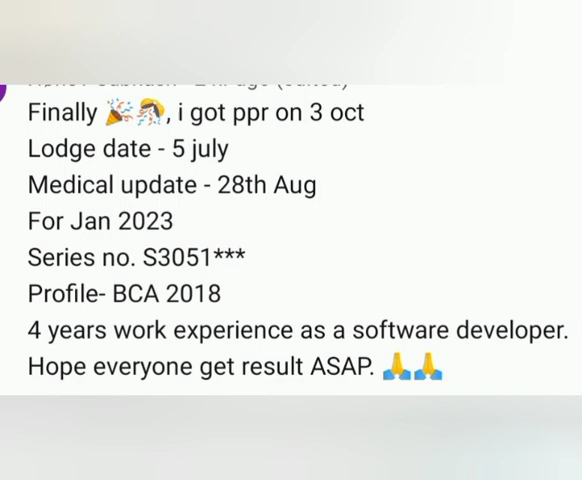 Finally 🎉🎊, i got ppr on 3 oct
Lodge date - 5 july
Medical update - 28th Aug
For Jan 2023
Series no. S3051***
Profile- BCA 2018
4 years work experience as a software developer.
Hope everyone get result ASAP. 🙏🙏